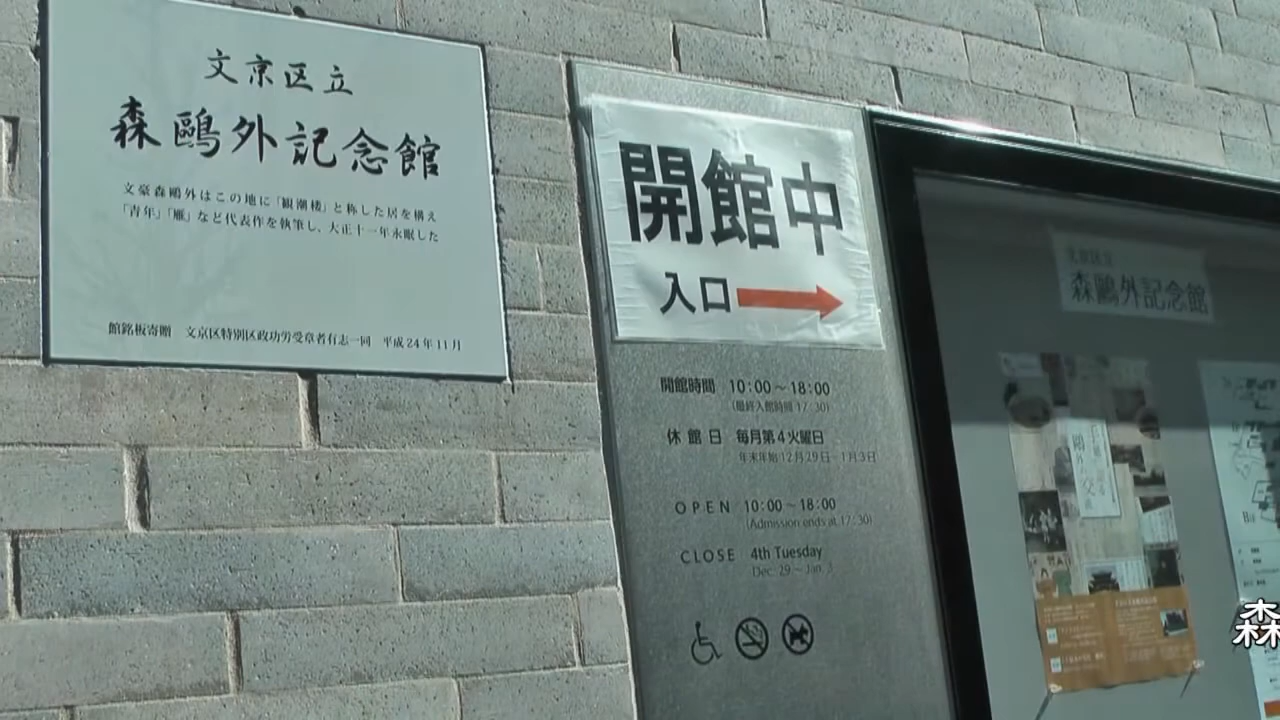 文京区立
森鷗外記念館
文豪森鷗外はこの地に「観潮楼」と称した居を構え
「青年」「雁」など代表作を執筆し、大正十一年永眠した
館銘板寄贈 文京区特別区政功労受章者有志一同 平成24年11月
開館中
入口
開館時間 10:00～18:00
(最終入館時間 17:30)
休館日 毎月第4火曜日
年末年始12月29日-1月3日
OPEN 10:00～18:00
(Admission ends at 17:30)
CLOSE 4th Tuesday
Dec. 29 ～ Jan. 3
文京区立
森鷗外記念館
森